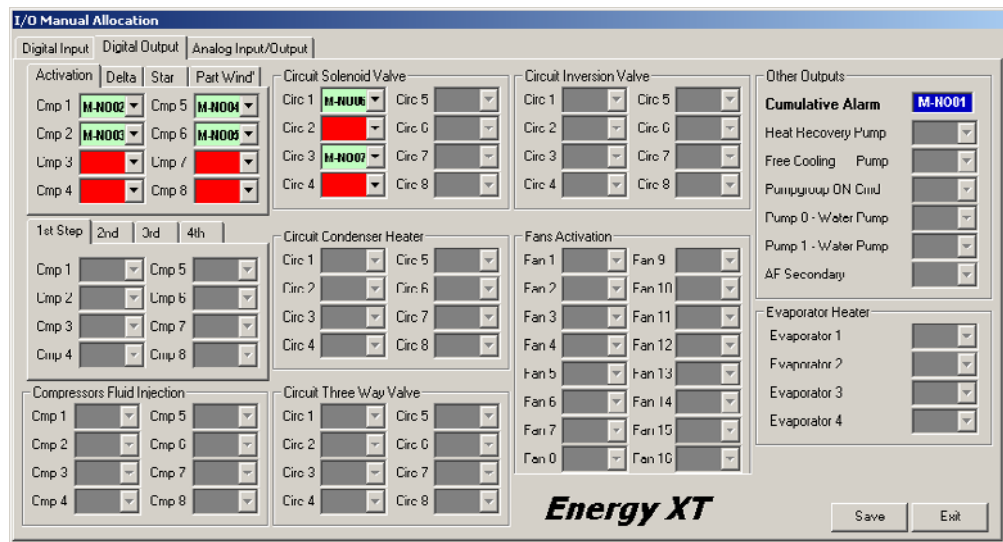 I/O Manual Allocation
Digital Input Digital Output Analog Input/Output
Activation Delta Star Part Wind'
Cmp 1 M-NO02 Cmp 5 M-NO04
Cmp 2 M-NO03 Cmp 6 M-NO05
Cmp 3 Cmp 7
Cmp 4 Cmp 8
Circuit Solenoid Valve
Circ 1 M-NO06 Circ 5
Circ 2 Circ 6
Circ 3 M-NO07 Circ 7
Circ 4 Circ 8
Circuit Inversion Valve
Circ 1 Circ 5
Circ 2 Circ 6
Circ 3 Circ 7
Circ 4 Circ 8
Other Outputs
Cumulative Alarm M-NO01
Heat Recovery Pump
Free Cooling Pump
Pumpgroup ON Cmd
Pump 0 - Water Pump
Pump 1 - Water Pump
AF Secondary
1st Step 2nd 3rd 4th
Cmp 1 Cmp 5
Cmp 2 Cmp 6
Cmp 3 Cmp 7
Cmp 4 Cmp 8
Circuit Condenser Heater
Circ 1 Circ 5
Circ 2 Circ 6
Circ 3 Circ 7
Circ 4 Circ 8
Fans Activation
Fan 1 Fan 9
Fan 2 Fan 10
Fan 3 Fan 11
Fan 4 Fan 12
Fan 5 Fan 13
Fan 6 Fan 14
Fan 7 Fan 15
Fan 8 Fan 16
Evaporator Heater
Evaporator 1
Evaporator 2
Evaporator 3
Evaporator 4
Compressors Fluid Injection
Cmp 1 Cmp 5
Cmp 2 Cmp 6
Cmp 3 Cmp 7
Cmp 4 Cmp 8
Circuit Three Way Valve
Circ 1 Circ 5
Circ 2 Circ 6
Circ 3 Circ 7
Circ 4 Circ 8
Energy XT
Save Exit